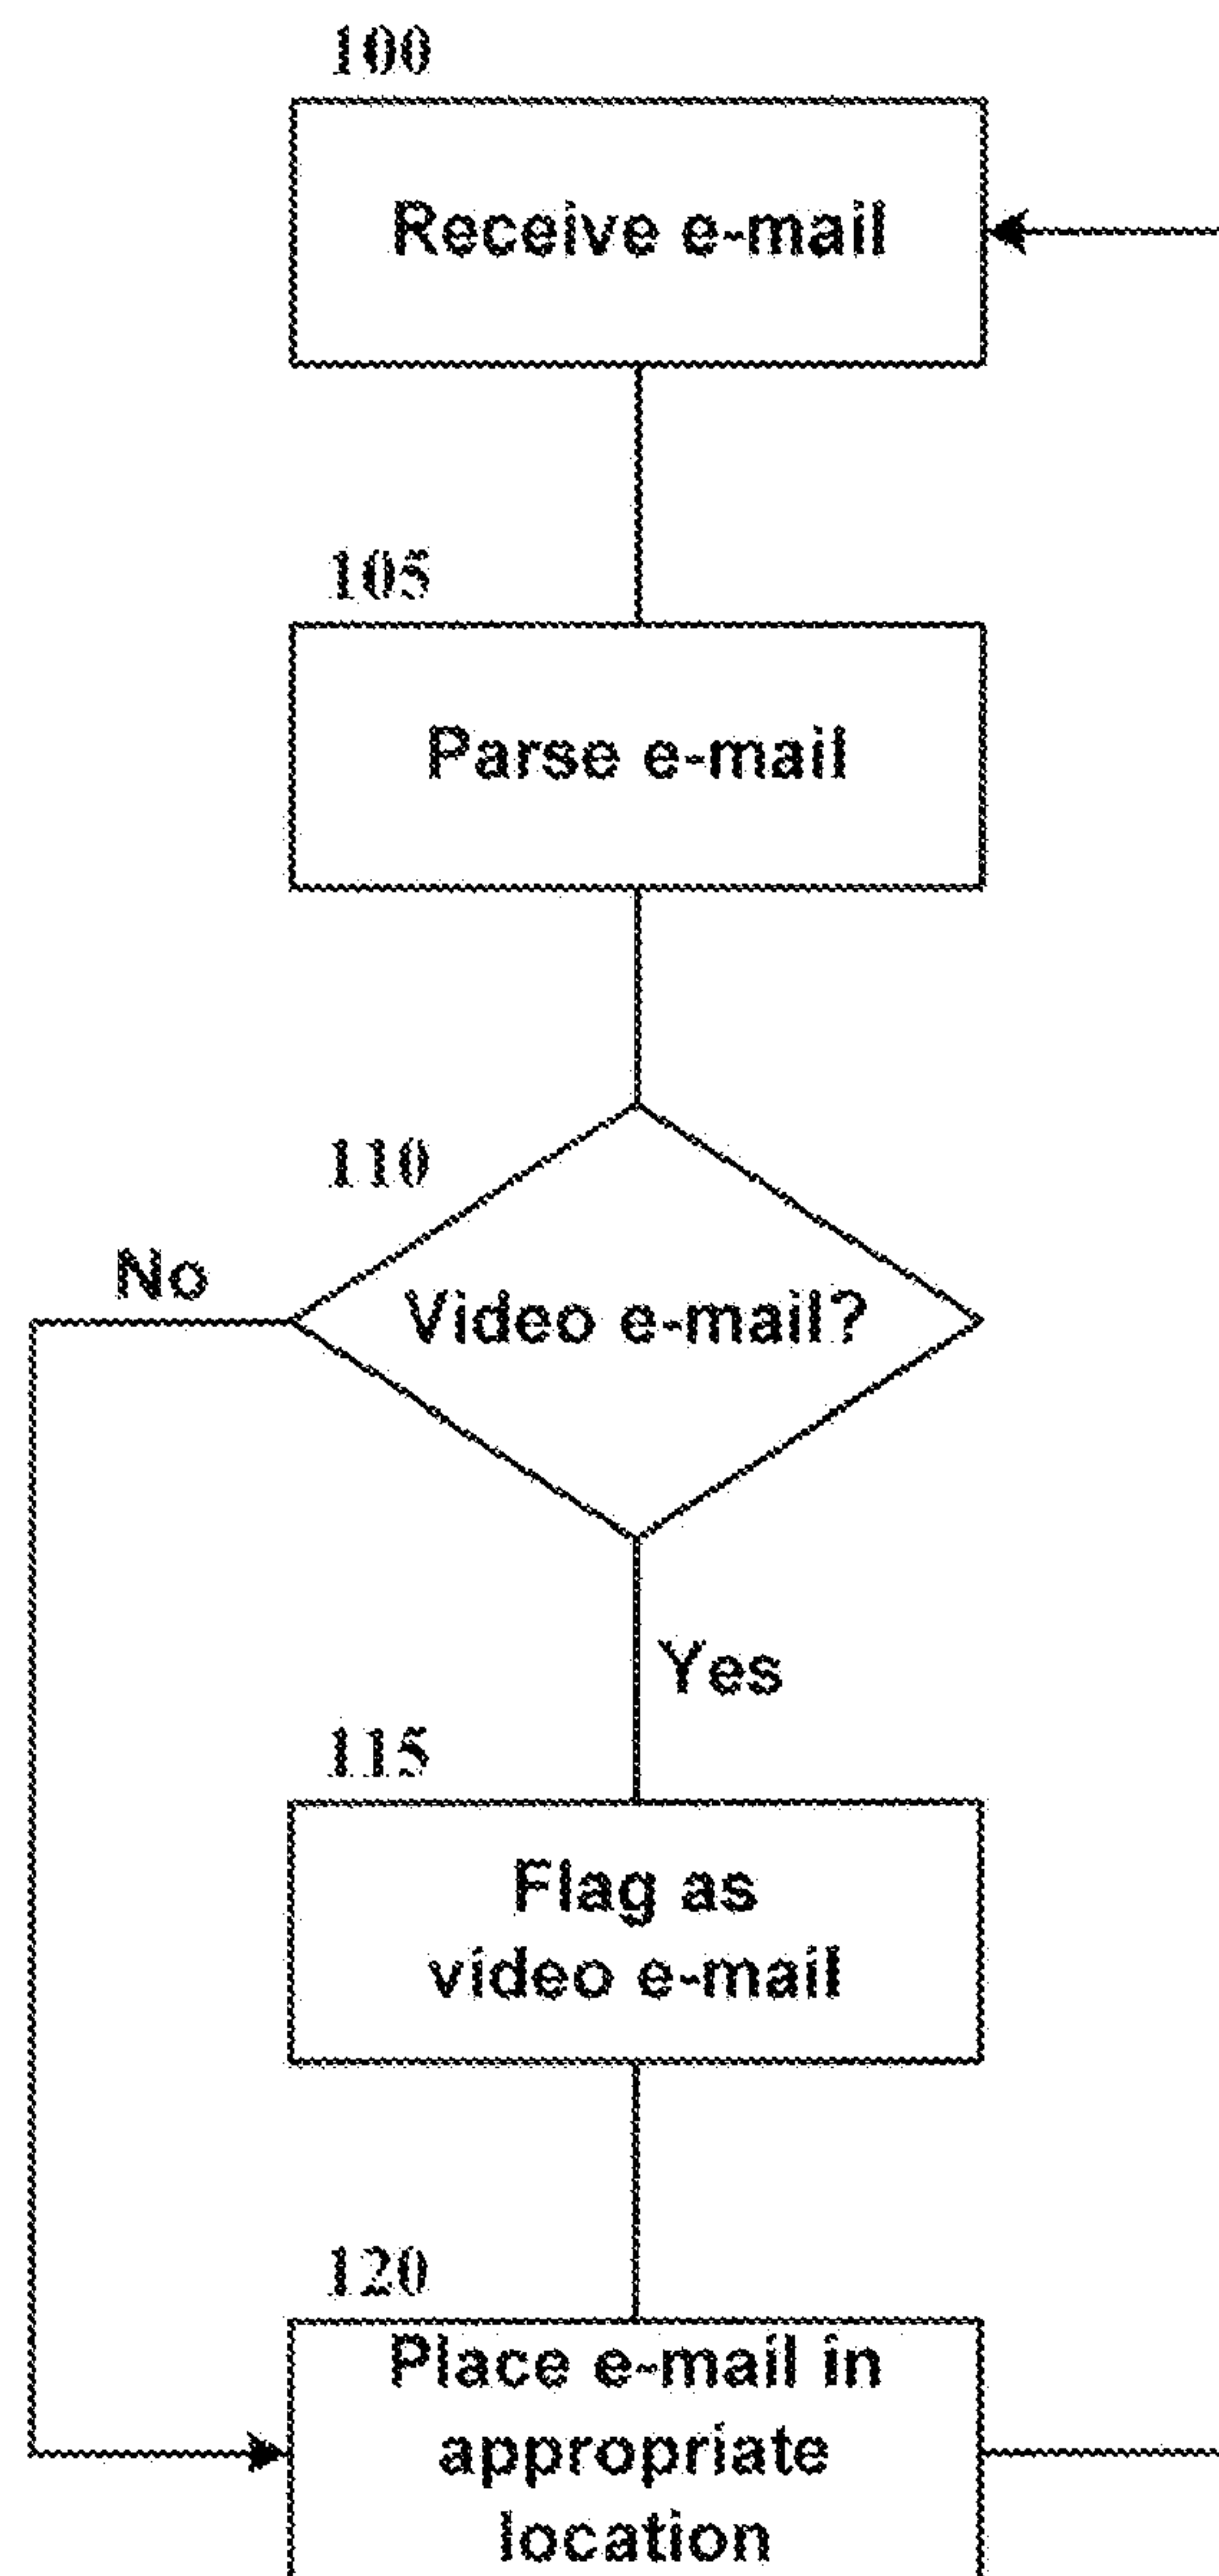 100
Receive e-mail
105
Parse e-mail
110
No
Video e-mail?
Yes
115
Flag as
video e-mail
120
Place e-mail in
appropriate
location